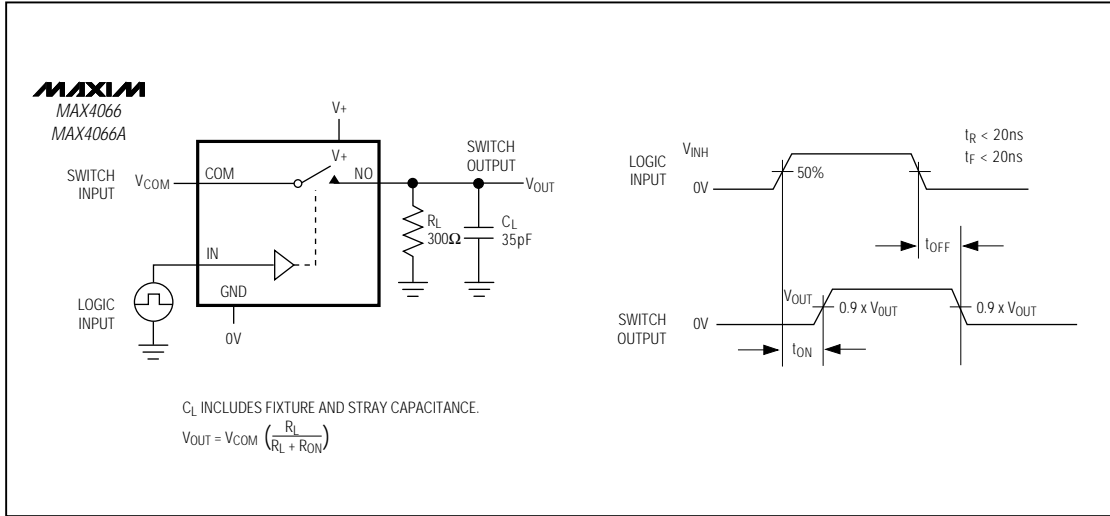 MAXIM
MAX4066
MAX4066A
V+
SWITCH
INPUT
VCOM
COM
V+
NO
SWITCH
OUTPUT
VOUT
RL
300Ω
CL
35pF
IN
GND
LOGIC
INPUT
0V
CL INCLUDES FIXTURE AND STRAY CAPACITANCE.
VOUT = VCOM (RL / RL + RON)
LOGIC
INPUT
VINH
0V
50%
tR < 20ns
tF < 20ns
tOFF
SWITCH
OUTPUT
VOUT
0V
0.9 x VOUT
0.9 x VOUT
tON